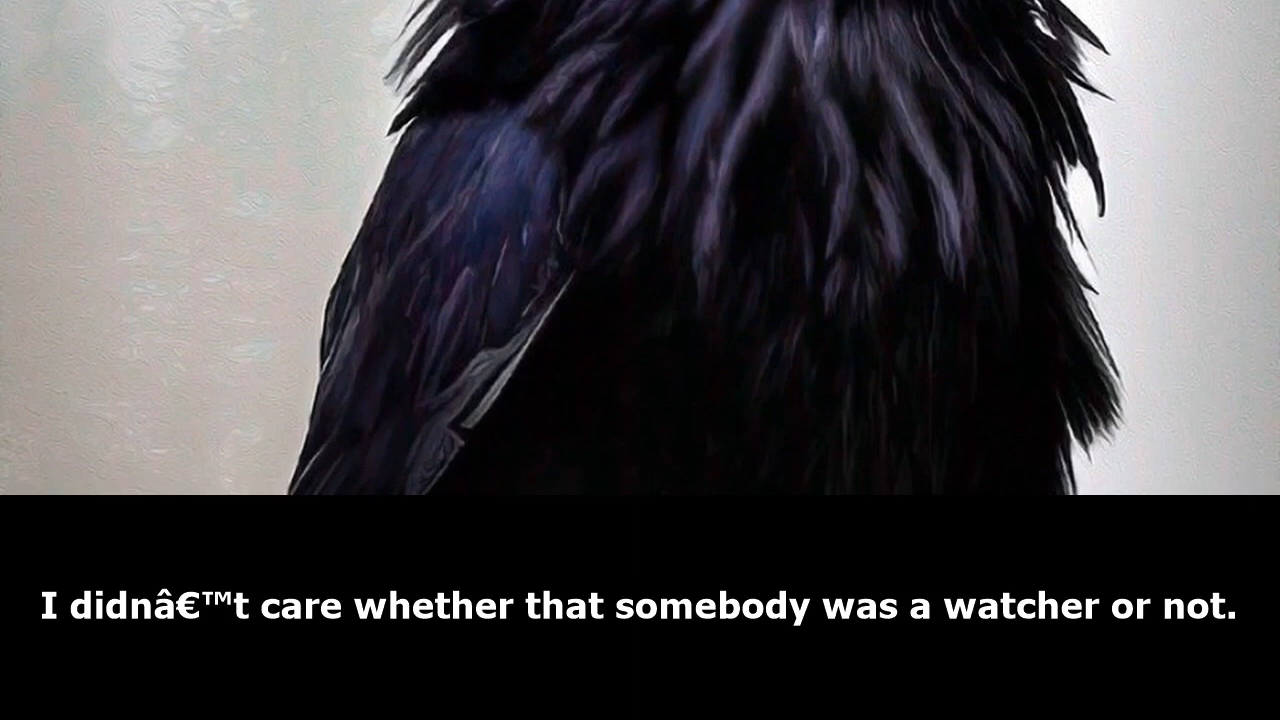 I didnâ€™t care whether that somebody was a watcher or not.